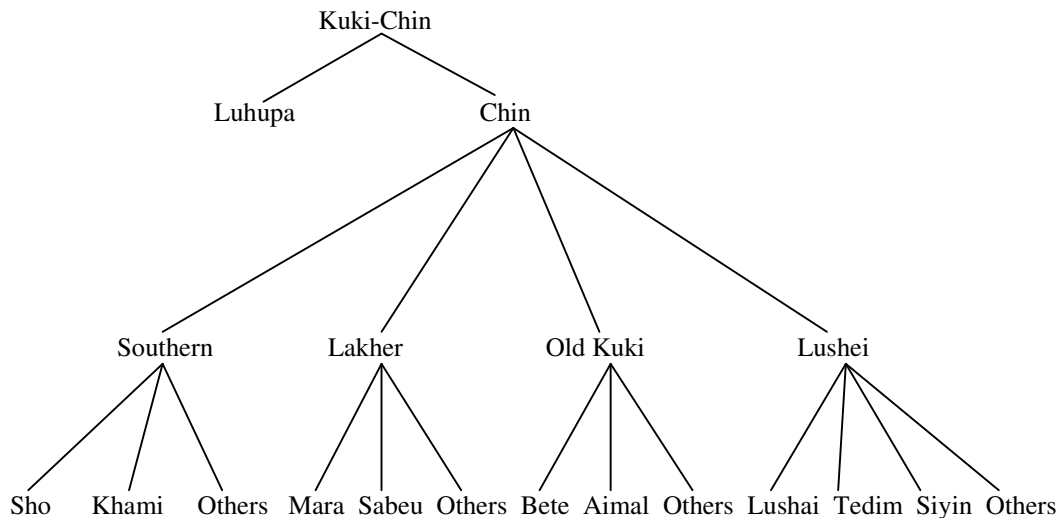 Kuki-Chin
Luhupa Chin
Southern Lakher Old Kuki Lushei
Sho Khami Others Mara Sabeu Others Bete Aimal Others Lushai Tedim Siyin Others